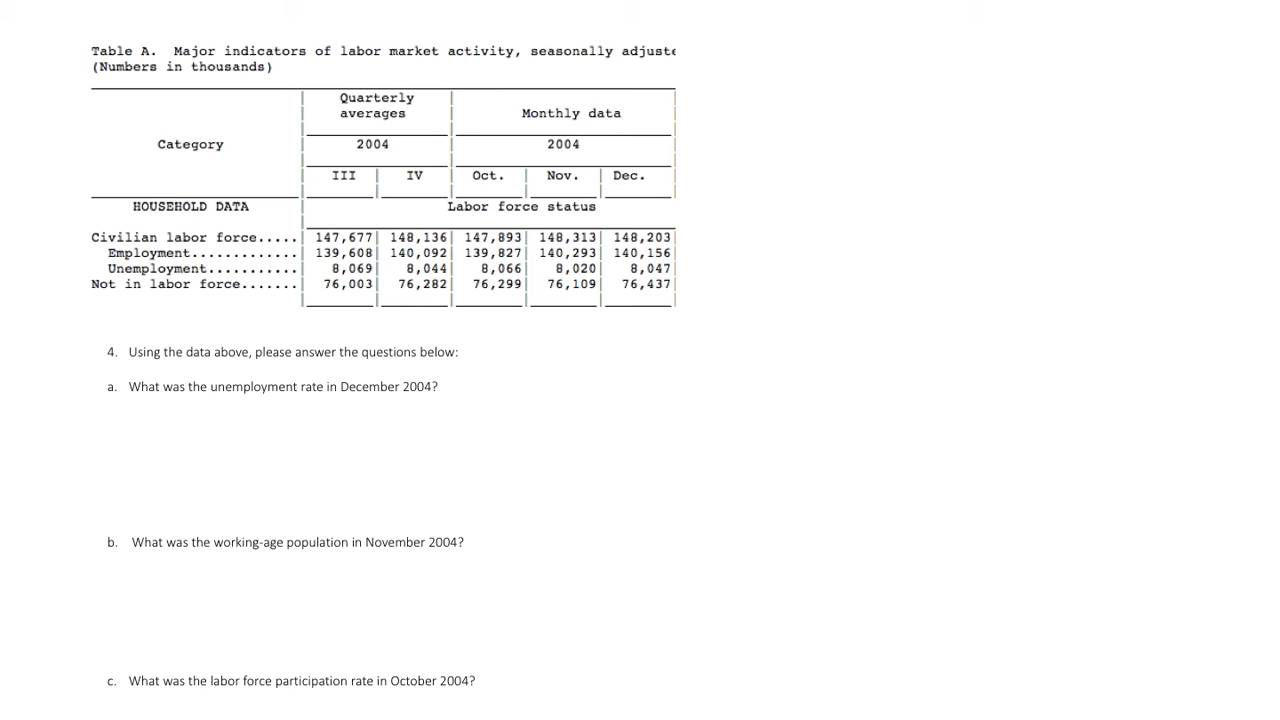 Table A. Major indicators of labor market activity, seasonally adjuste
(Numbers in thousands)
Quarterly averages | Monthly data
Category | 2004 | 2004
III | IV | Oct. | Nov. | Dec.
HOUSEHOLD DATA | Labor force status
Civilian labor force..... | 147,677 | 148,136 | 147,893 | 148,313 | 148,203
Employment............. | 139,608 | 140,092 | 139,827 | 140,293 | 140,156
Unemployment........... | 8,069 | 8,044 | 8,066 | 8,020 | 8,047
Not in labor force....... | 76,003 | 76,282 | 76,299 | 76,109 | 76,437
4. Using the data above, please answer the questions below:
a. What was the unemployment rate in December 2004?
b. What was the working-age population in November 2004?
c. What was the labor force participation rate in October 2004?